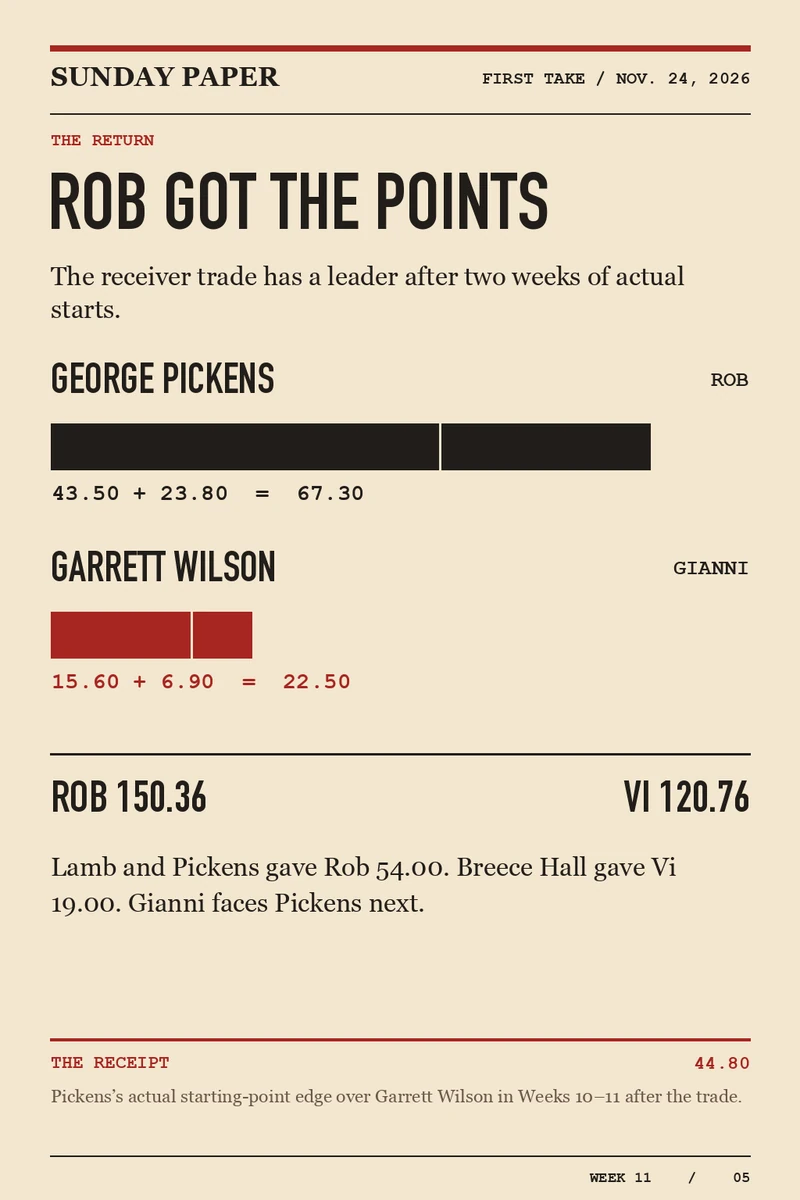 SUNDAY PAPER
FIRST TAKE / NOV. 24, 2026
THE RETURN
ROB GOT THE POINTS
The receiver trade has a leader after two weeks of actual
starts.
GEORGE PICKENS
ROB
43.50 + 23.80 = 67.30
GARRETT WILSON
GIANNI
15.60 + 6.90 = 22.50
ROB 150.36
VI 120.76
Lamb and Pickens gave Rob 54.00. Breece Hall gave Vi
19.00. Gianni faces Pickens next.
THE RECEIPT
44.80
Pickens’s actual starting-point edge over Garrett Wilson in Weeks 10–11 after the trade.
WEEK 11 / 05